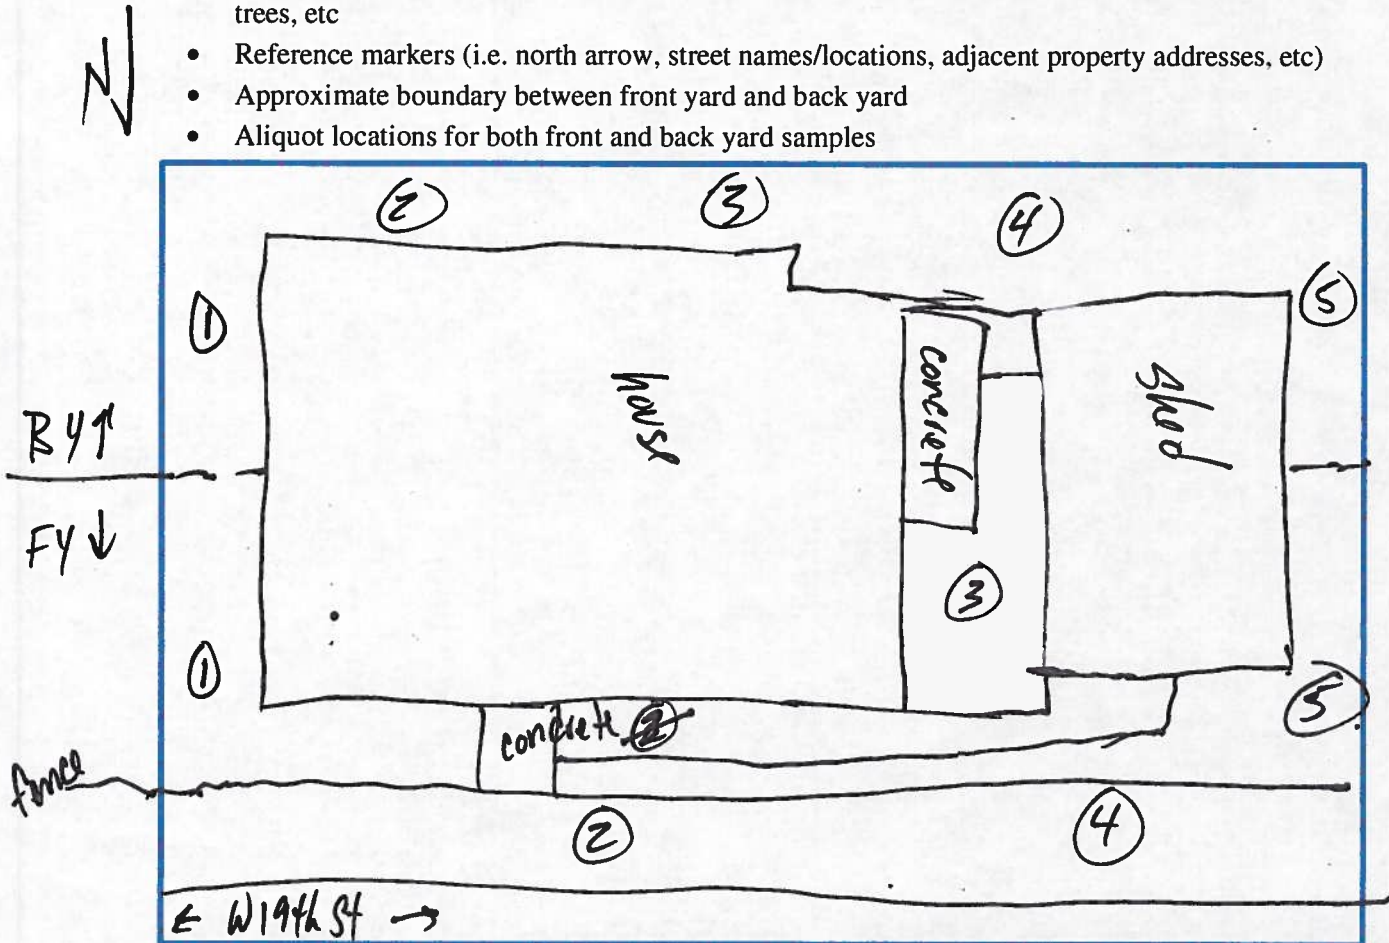 trees, etc
• Reference markers (i.e. north arrow, street names/locations, adjacent property addresses, etc)
• Approximate boundary between front yard and back yard
• Aliquot locations for both front and back yard samples
N
② ③ ④
① ⑤
house concrete shed
BY↑
FY↓
③
① ⑤
concrete ②
fence
② ④
← W 19th St →